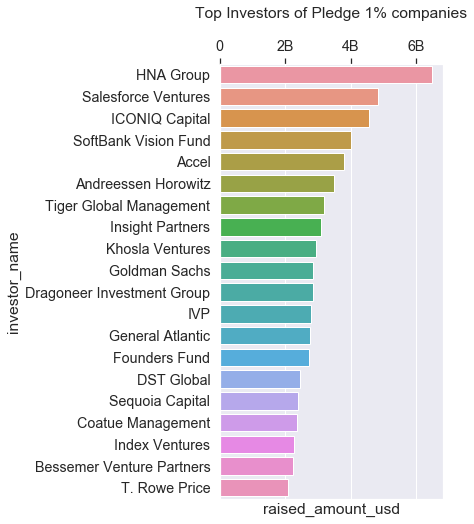 Top Investors of Pledge 1% companies
0 2B 4B 6B
HNA Group
Salesforce Ventures
ICONIQ Capital
SoftBank Vision Fund
Accel
Andreessen Horowitz
Tiger Global Management
Insight Partners
Khosla Ventures
Goldman Sachs
Dragoneer Investment Group
IVP
General Atlantic
Founders Fund
DST Global
Sequoia Capital
Coatue Management
Index Ventures
Bessemer Venture Partners
T. Rowe Price
investor_name
raised_amount_usd